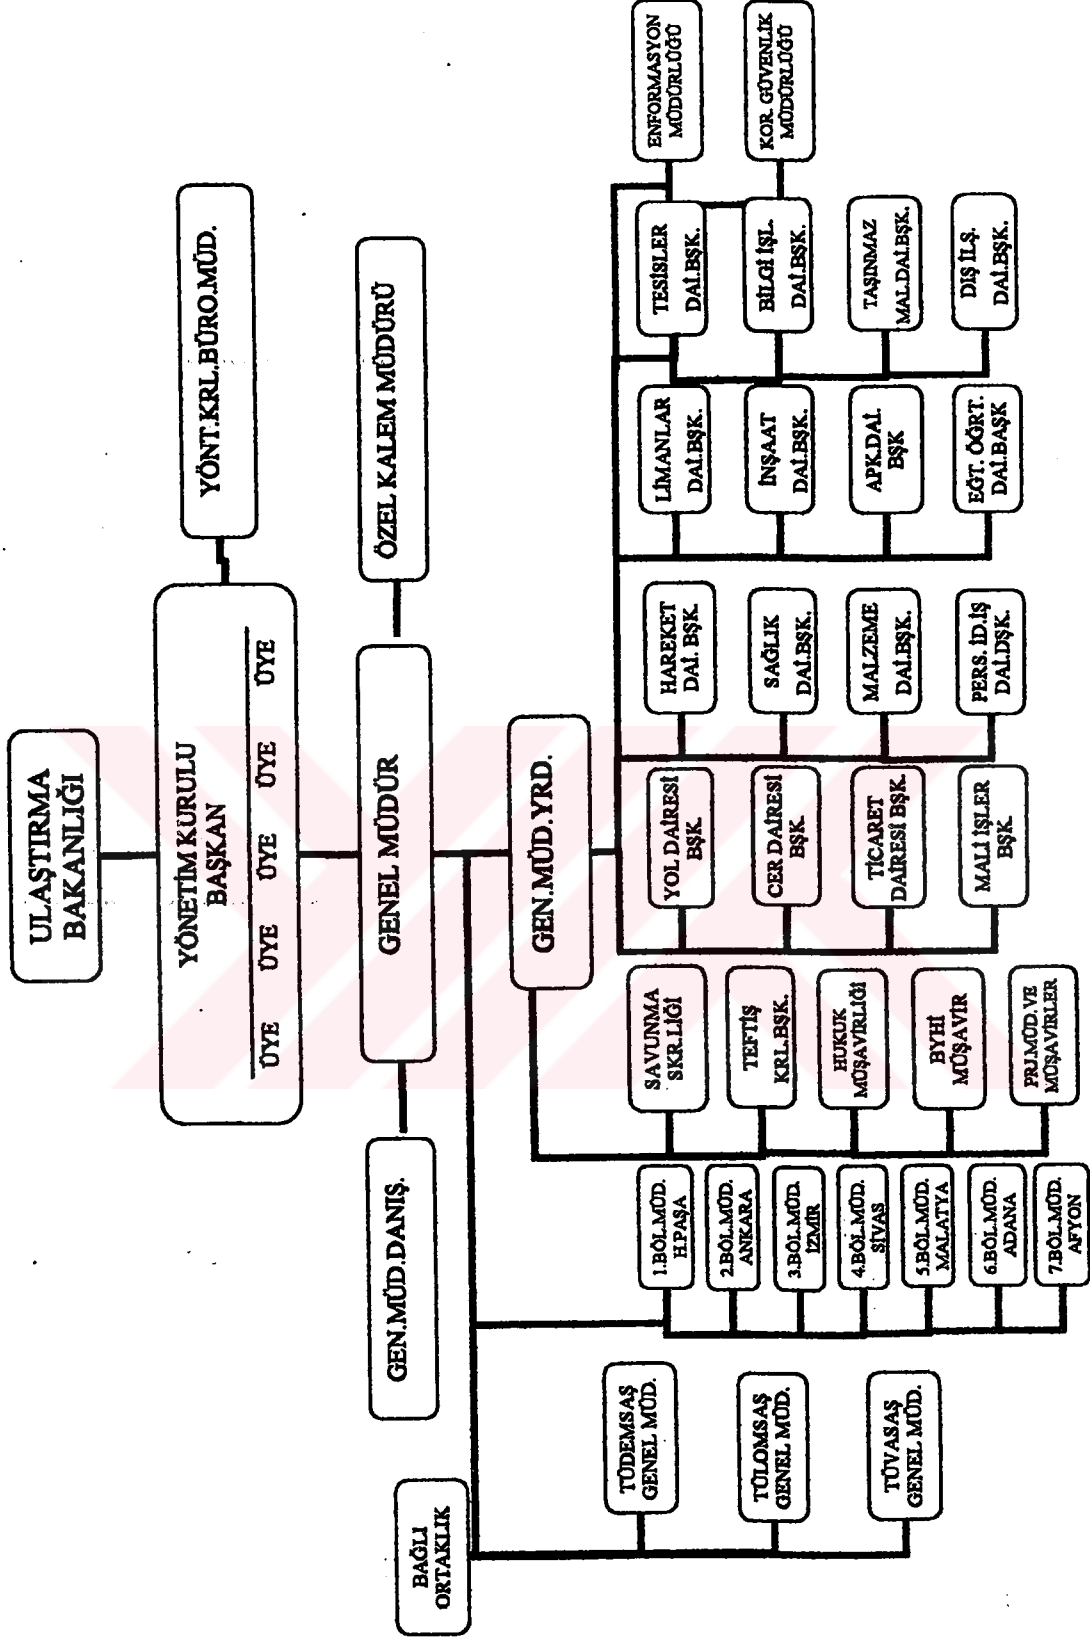 ULAŞTIRMA
BAKANLIĞI
YÖNETİM KURULU
BAŞKAN
ÜYE ÜYE ÜYE ÜYE ÜYE
YÖNT.KRL.BÜRO.MÜD.
GEN.MÜD.DANIŞ.
GENEL MÜDÜR
ÖZEL KALEM MÜDÜRÜ
BAĞLI
ORTAKLIK
GEN.MÜD.YRD.
TÜDEMSAŞ
GENEL MÜD.
TÜLOMSAŞ
GENEL MÜD.
TÜVASAŞ
GENEL MÜD.
1.BÖL.MÜD.
H.PAŞA
2.BÖL.MÜD.
ANKARA
3.BÖL.MÜD.
İZMİR
4.BÖL.MÜD.
SİVAS
5.BÖL.MÜD.
MALATYA
6.BÖL.MÜD.
ADANA
7.BÖL.MÜD.
AFYON
SAVUNMA
SKR.LİĞİ
TEFTİŞ
KRL.BŞK.
HUKUK
MÜŞAVİRLİĞİ
BYHİ
MÜŞAVİR
PRJ.MÜD.VE
MÜŞAVİRLER
YOL DAİRESİ
BŞK.
CER DAİRESİ
BŞK.
TİCARET
DAİRESİ BŞK.
MALİ İŞLER
BŞK.
HAREKET
DAİ. BŞK.
SAĞLIK
DAİ.BŞK.
MALZEME
DAİ.BŞK.
PERS. İD.İŞ
DAİ.DŞK.
LİMANLAR
DAİ.BŞK.
İNŞAAT
DAİ.BŞK.
APK.DAİ.
BŞK
EĞT. ÖĞRT.
DAİ.BAŞK
TESİSLER
DAİ.BŞK.
BİLGİ İŞL.
DAİ.BŞK.
TAŞINMAZ
MAL.DAİ.BŞK.
DIŞ İLŞ.
DAİ.BŞK.
ENFORMASYON
MÜDÜRLÜĞÜ
KOR. GÜVENLİK
MÜDÜRLÜĞÜ